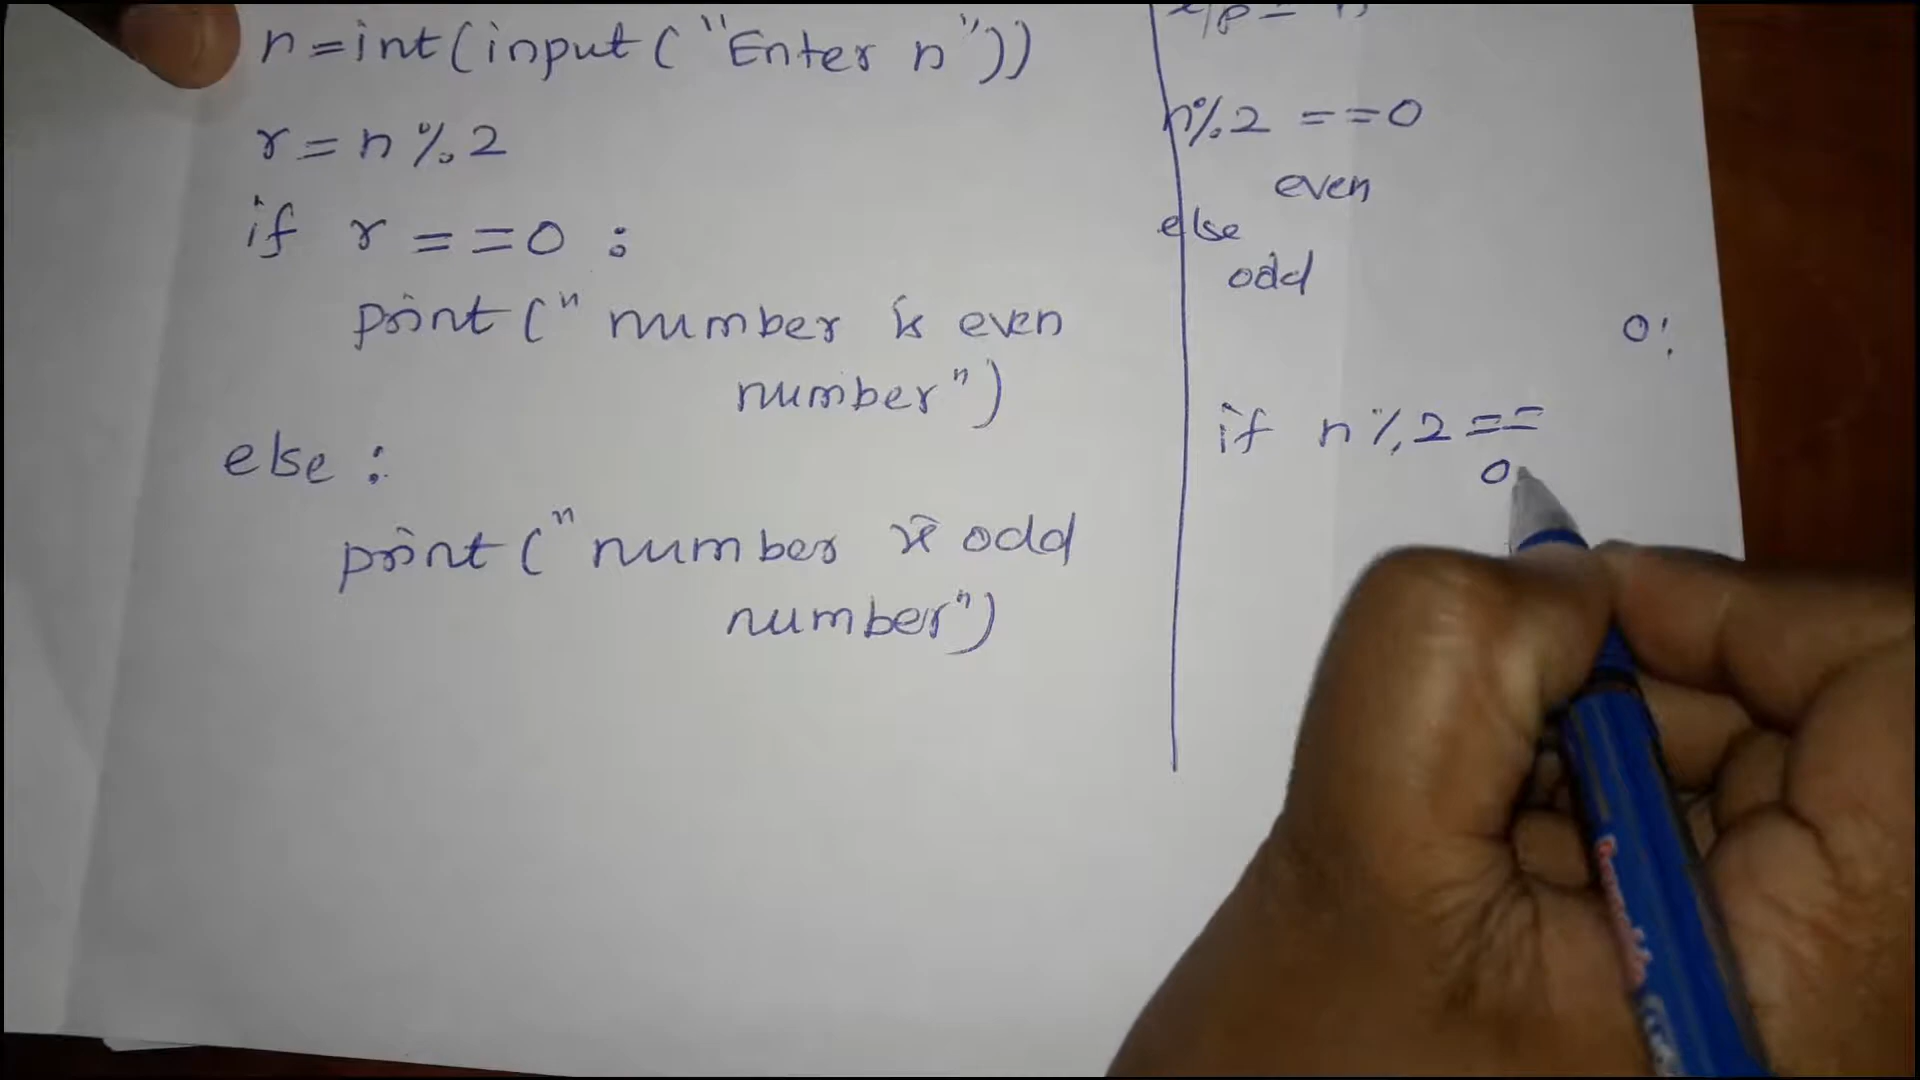 n=int(input("Enter n"))
r=n%2
if r==0:
print("number is even
number")
else:
print("number is odd
number")
n%2 ==0
even
else
odd
0:
if n%2==
0